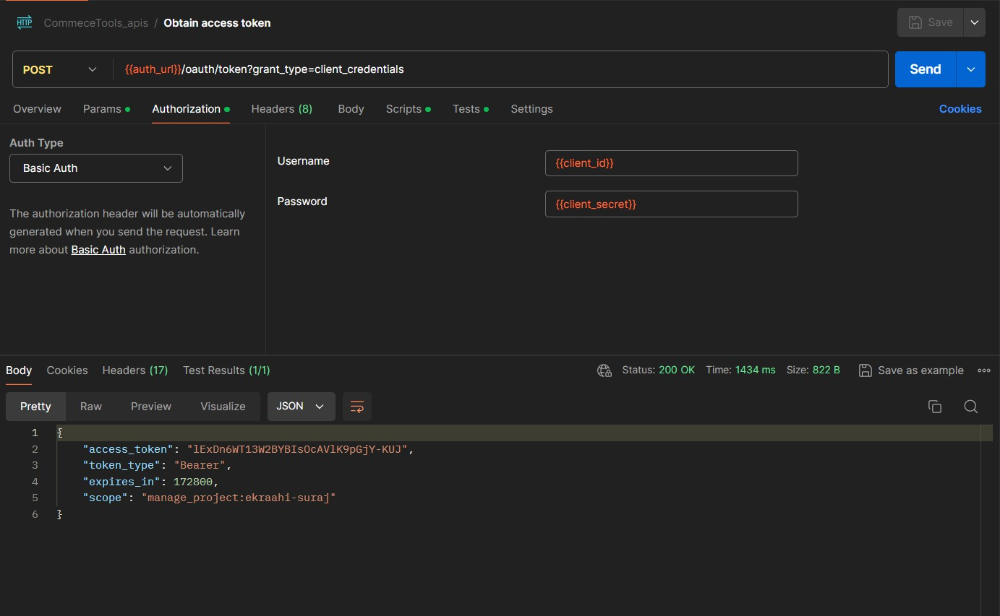 HTTP CommeceTools_apis / Obtain access token Save
POST {{auth_url}}/oauth/token?grant_type=client_credentials Send
Overview Params Authorization Headers (8) Body Scripts Tests Settings Cookies
Auth Type
Basic Auth
The authorization header will be automatically
generated when you send the request. Learn
more about Basic Auth authorization.
Username {{client_id}}
Password {{client_secret}}
Body Cookies Headers (17) Test Results (1/1) Status: 200 OK Time: 1434 ms Size: 822 B Save as example
Pretty Raw Preview Visualize JSON
1 {
2 "access_token": "lExDn6WT13W2BYBIsOcAVlK9pGjY-KUJ",
3 "token_type": "Bearer",
4 "expires_in": 172800,
5 "scope": "manage_project:ekraahi-suraj"
6 }